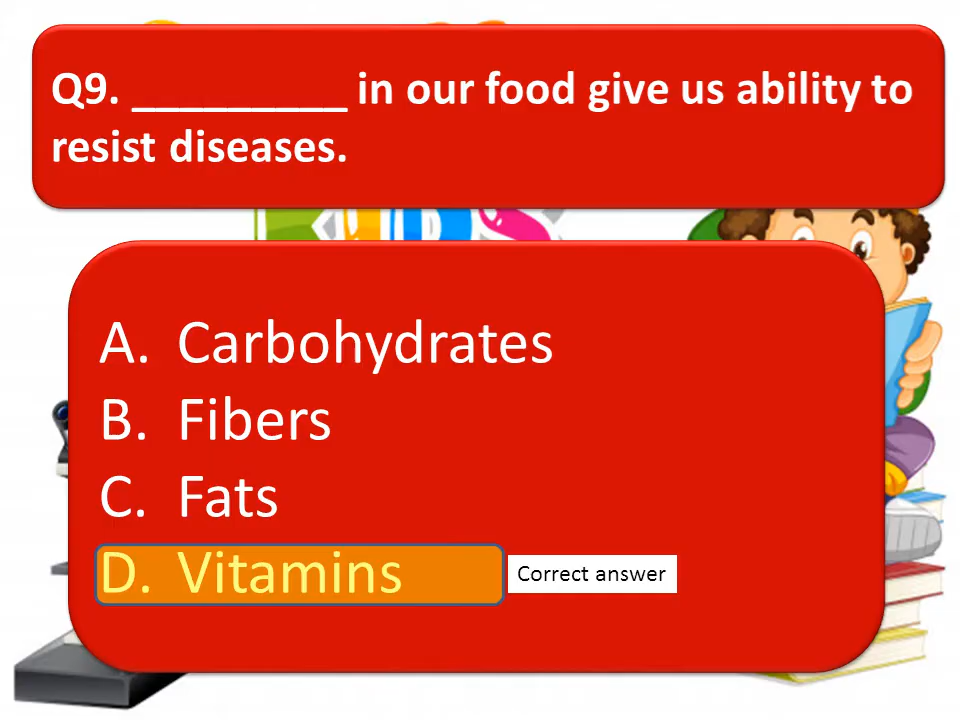 Q9. _________ in our food give us ability to
resist diseases.
A. Carbohydrates
B. Fibers
C. Fats
D. Vitamins
Correct answer